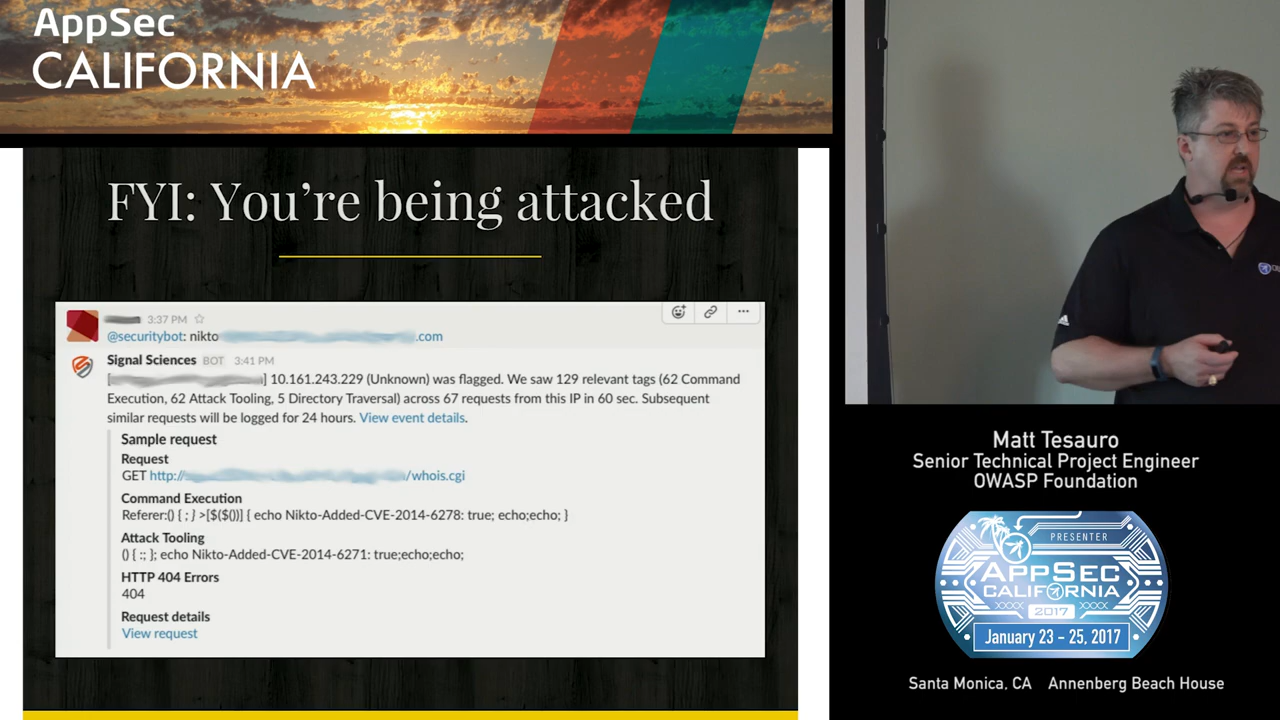 AppSec
CALIFORNIA
FYI: You're being attacked
3:37 PM
@securitybot: nikto .com
Signal Sciences BOT 3:41 PM
[ ] 10.161.243.229 (Unknown) was flagged. We saw 129 relevant tags (62 Command
Execution, 62 Attack Tooling, 5 Directory Traversal) across 67 requests from this IP in 60 sec. Subsequent
similar requests will be logged for 24 hours. View event details.
Sample request
Request
GET http:// /whois.cgi
Command Execution
Referer:() { ; } >[$($())] { echo Nikto-Added-CVE-2014-6278: true; echo;echo; }
Attack Tooling
() { :; }; echo Nikto-Added-CVE-2014-6271: true;echo;echo;
HTTP 404 Errors
404
Request details
View request
Matt Tesauro
Senior Technical Project Engineer
OWASP Foundation
PRESENTER
APPSEC
CALIFORNIA
XXXX 2017 XXXX
January 23 - 25, 2017
Santa Monica, CA Annenberg Beach House